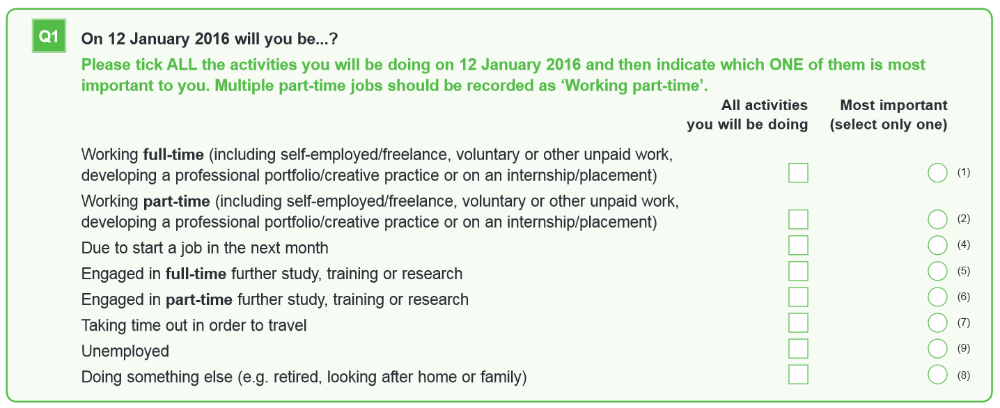 Q1
On 12 January 2016 will you be...?
Please tick ALL the activities you will be doing on 12 January 2016 and then indicate which ONE of them is most
important to you. Multiple part-time jobs should be recorded as ‘Working part-time’.
All activities
you will be doing
Most important
(select only one)
Working full-time (including self-employed/freelance, voluntary or other unpaid work,
developing a professional portfolio/creative practice or on an internship/placement) (1)
Working part-time (including self-employed/freelance, voluntary or other unpaid work,
developing a professional portfolio/creative practice or on an internship/placement) (2)
Due to start a job in the next month (4)
Engaged in full-time further study, training or research (5)
Engaged in part-time further study, training or research (6)
Taking time out in order to travel (7)
Unemployed (9)
Doing something else (e.g. retired, looking after home or family) (8)